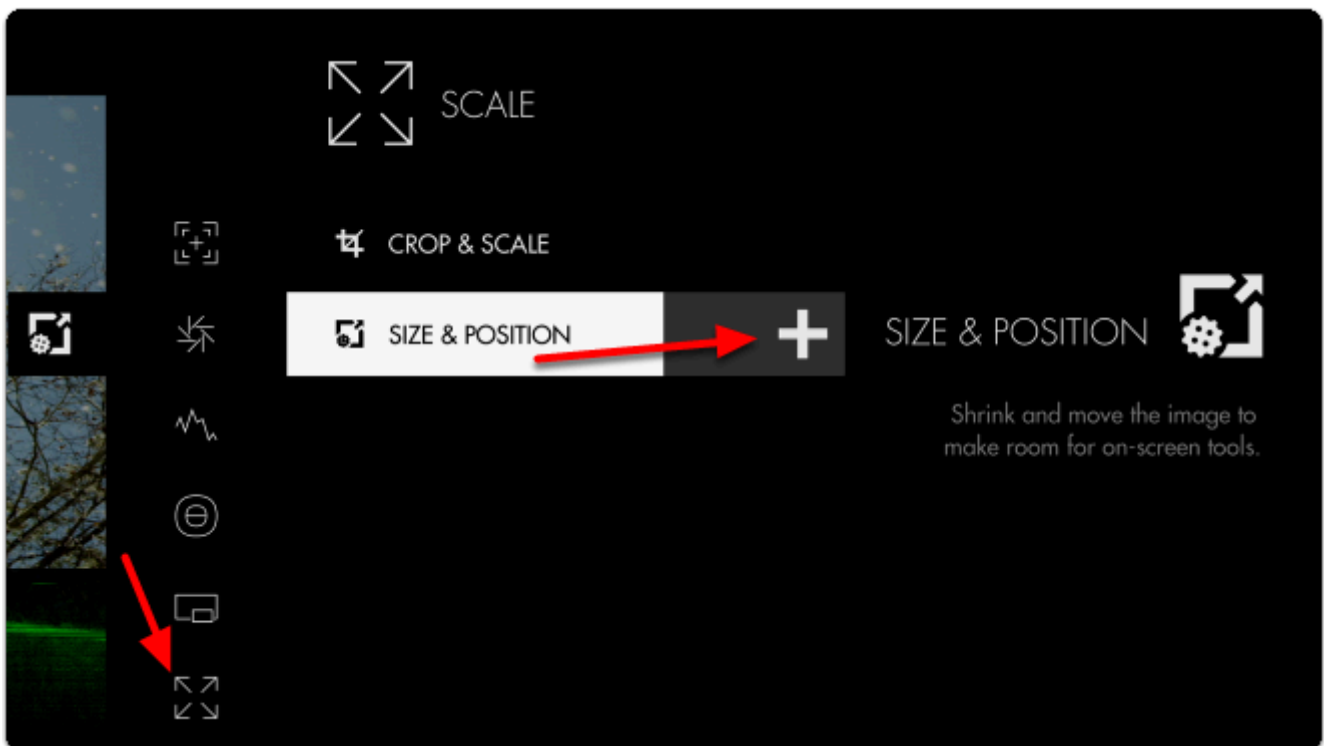 SCALE
CROP & SCALE
SIZE & POSITION
SIZE & POSITION
Shrink and move the image to
make room for on-screen tools.